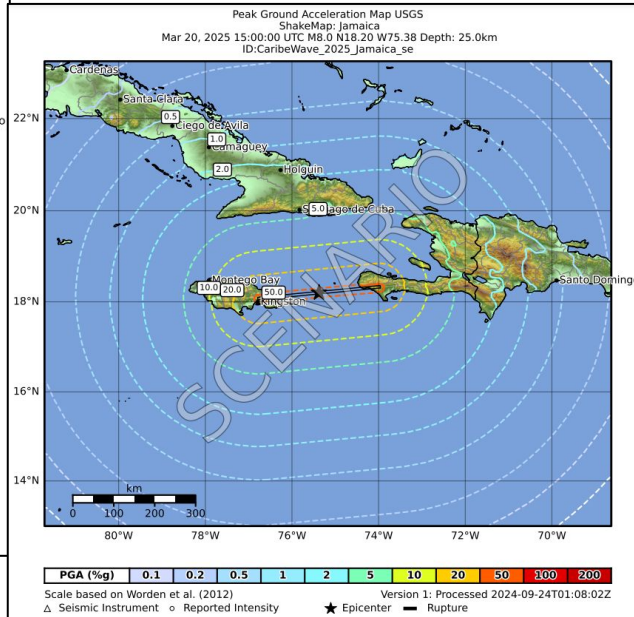 Peak Ground Acceleration Map USGS
ShakeMap: Jamaica
Mar 20, 2025 15:00:00 UTC M8.0 N18.20 W75.38 Depth: 25.0km
ID:CaribeWave_2025_Jamaica_se
Cardenas
Santa Clara
0.5
Ciego de Avila
22°N
1.0
Camaguey
2.0
Holguin
20°N
5.0
Santiago de Cuba
SCENARIO
Montego Bay
10.0 20.0 50.0
Santo Domingo
18°N
Kingston
16°N
14°N
km
0 100 200 300
80°W 78°W 76°W 74°W 72°W 70°W
PGA (%g) 0.1 0.2 0.5 1 2 5 10 20 50 100 200
Scale based on Worden et al. (2012) Version 1: Processed 2024-09-24T01:08:02Z
△ Seismic Instrument ○ Reported Intensity ★ Epicenter ▬ Rupture